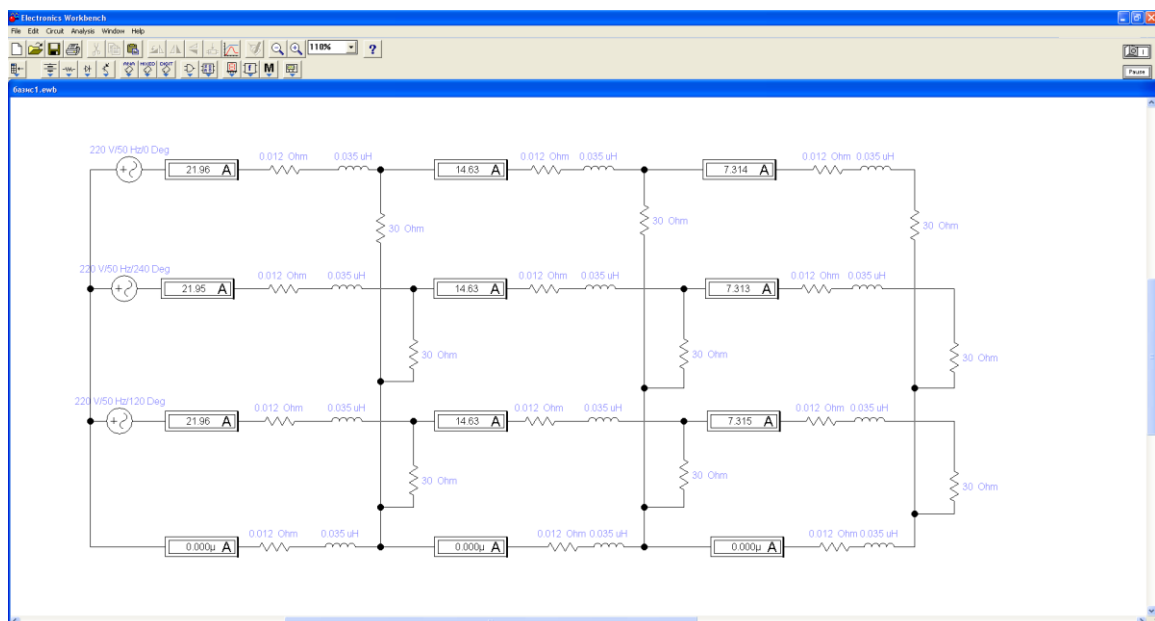 Electronics Workbench
File Edit Circuit Analysis Window Help
110% ?
ANA MIXED DIGIT M
Pause
базис1.ewb
220 V/50 Hz/0 Deg
21.96 A 0.012 Ohm 0.035 uH 14.63 A 0.012 Ohm 0.035 uH 7.314 A 0.012 Ohm 0.035 uH
30 Ohm 30 Ohm 30 Ohm
220 V/50 Hz/240 Deg
21.95 A 0.012 Ohm 0.035 uH 14.63 A 0.012 Ohm 0.035 uH 7.313 A 0.012 Ohm 0.035 uH
30 Ohm 30 Ohm 30 Ohm
220 V/50 Hz/120 Deg
21.96 A 0.012 Ohm 0.035 uH 14.63 A 0.012 Ohm 0.035 uH 7.315 A 0.012 Ohm 0.035 uH
30 Ohm 30 Ohm 30 Ohm
0.000µ A 0.012 Ohm 0.035 uH 0.000µ A 0.012 Ohm 0.035 uH 0.000µ A 0.012 Ohm 0.035 uH